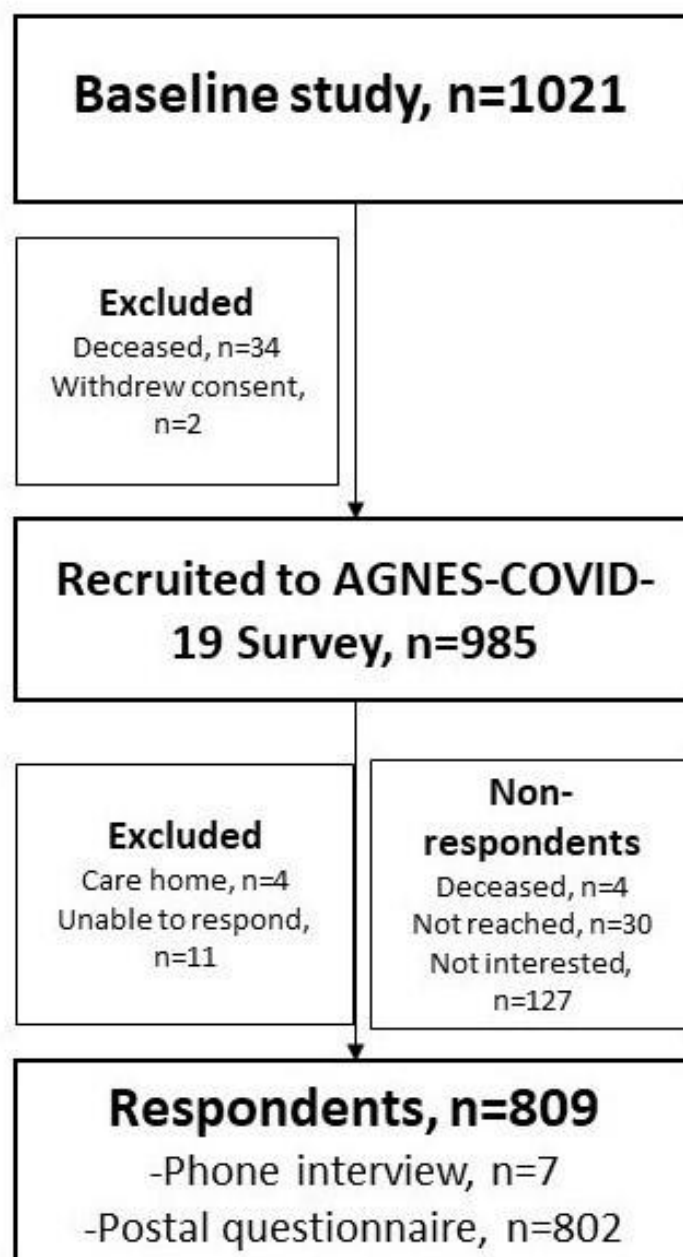 Baseline study, n=1021
Excluded
Deceased, n=34
Withdrew consent,
n=2
Recruited to AGNES-COVID-
19 Survey, n=985
Excluded
Care home, n=4
Unable to respond,
n=11
Non-
respondents
Deceased, n=4
Not reached, n=30
Not interested,
n=127
Respondents, n=809
-Phone interview, n=7
-Postal questionnaire, n=802